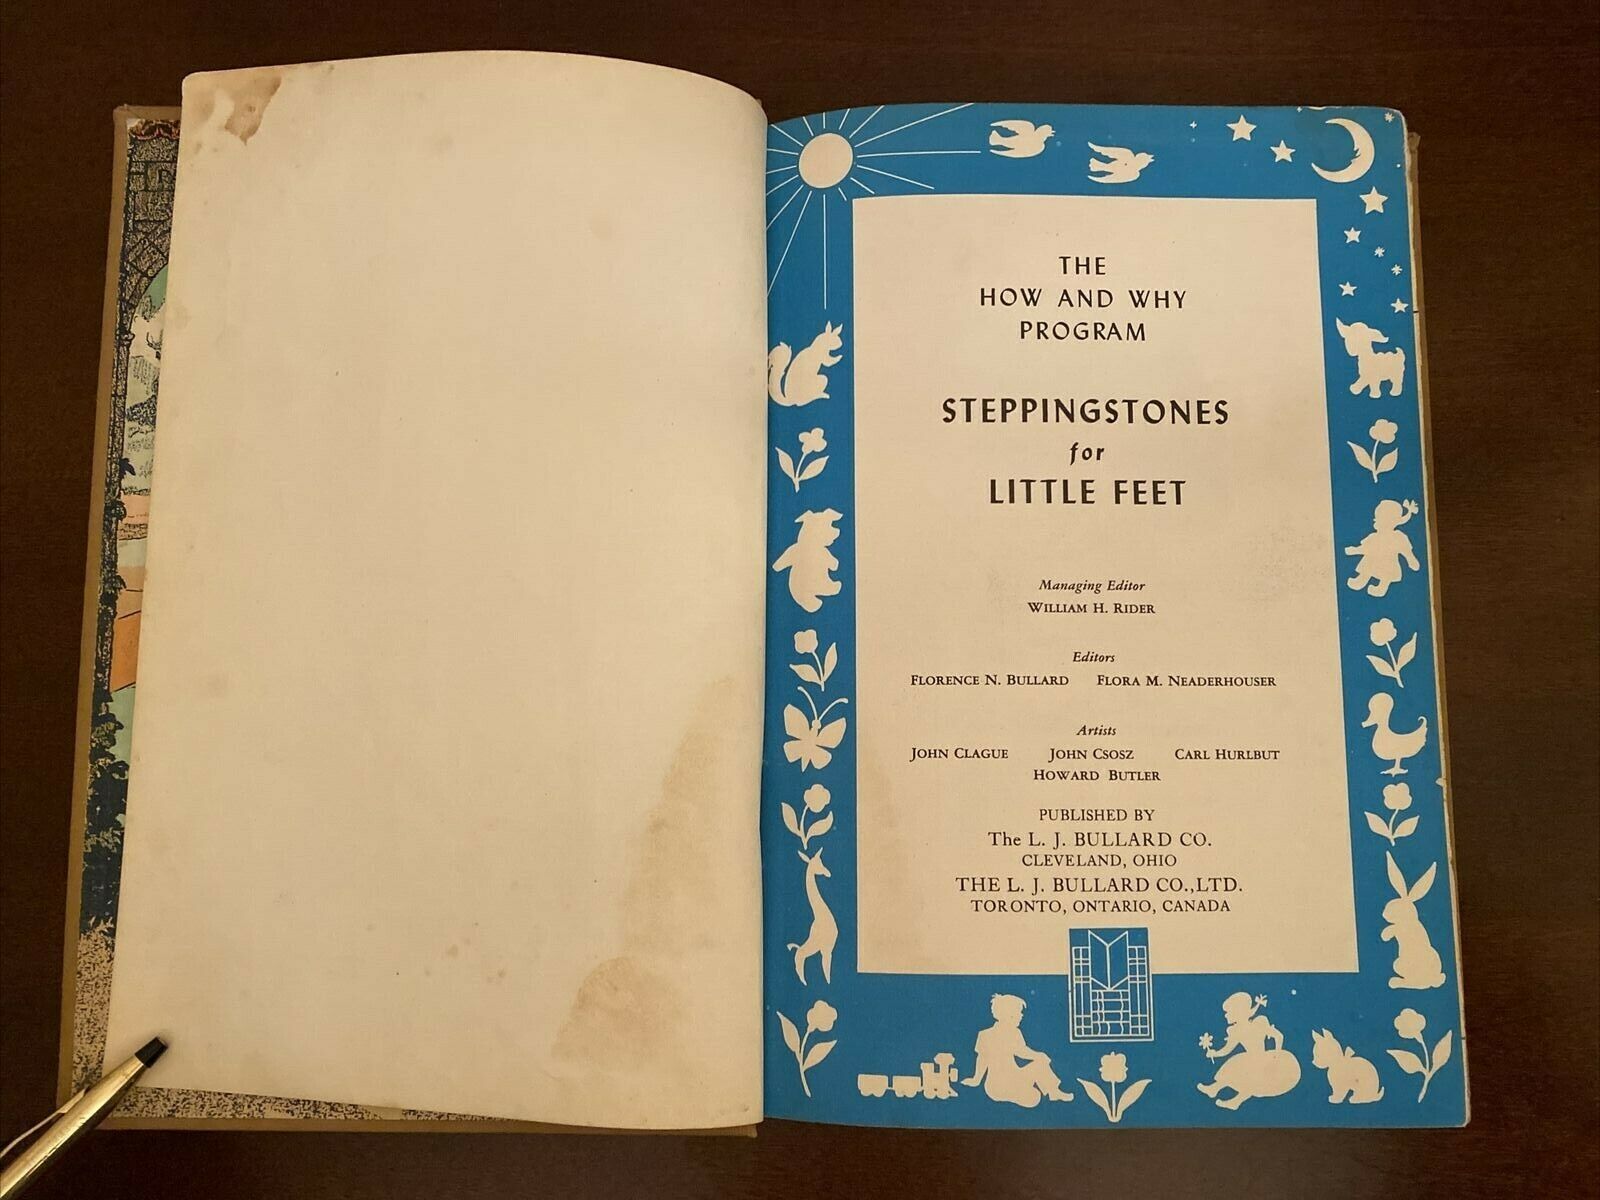 THE
HOW AND WHY
PROGRAM
STEPPINGSTONES
for
LITTLE FEET
Managing Editor
WILLIAM H. RIDER
Editors
FLORENCE N. BULLARD FLORA M. NEADERHOUSER
Artists
JOHN CLAGUE JOHN CSOSZ CARL HURLBUT
HOWARD BUTLER
PUBLISHED BY
The L. J. BULLARD CO.
CLEVELAND, OHIO
THE L. J. BULLARD CO.,LTD.
TORONTO, ONTARIO, CANADA